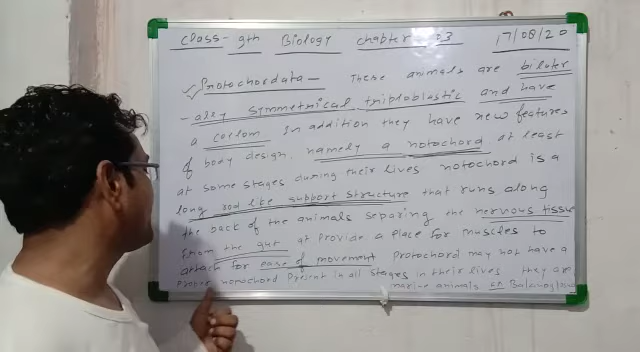 Class- 9th Biology chapter 03 17/08/20
✓ Protochordata - These animals are bilater
- ally symmetrical, triploblastic and have
a coelom In addition they have new features
of body design, namely a notochord at least
at some stages during their lives notochord is a
long rod like support structure that runs along
the back of the animals separing the nervous tissue
from the gut at provide a place for muscles to
attach for ease of movement Protochord may not have a
proper notochord Present in all stages in their lives they are
marine animals